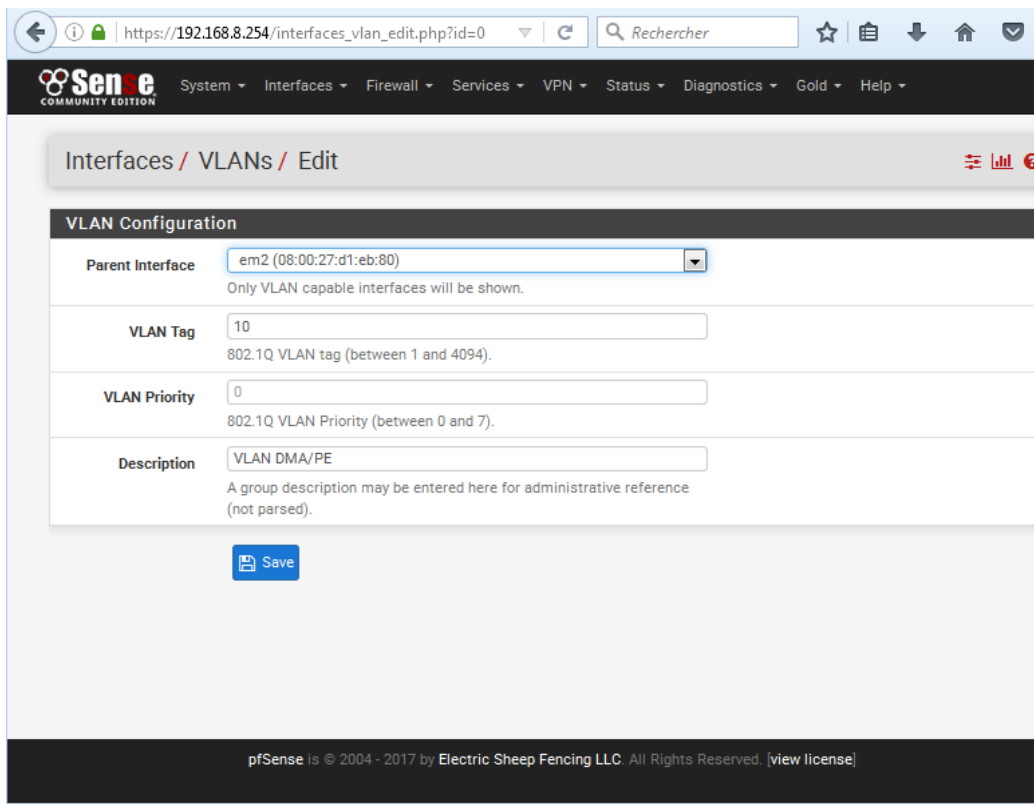 https://192.168.8.254/interfaces_vlan_edit.php?id=0 Rechercher
Sense System Interfaces Firewall Services VPN Status Diagnostics Gold Help
COMMUNITY EDITION
Interfaces / VLANs / Edit
VLAN Configuration
Parent Interface em2 (08:00:27:d1:eb:80)
Only VLAN capable interfaces will be shown.
VLAN Tag 10
802.1Q VLAN tag (between 1 and 4094).
VLAN Priority 0
802.1Q VLAN Priority (between 0 and 7).
Description VLAN DMA/PE
A group description may be entered here for administrative reference
(not parsed).
Save
pfSense is © 2004 - 2017 by Electric Sheep Fencing LLC. All Rights Reserved. [view license]